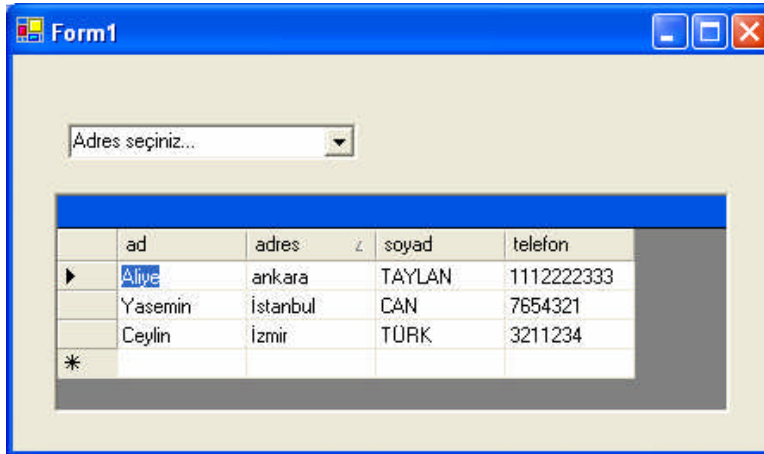 Form1
Adres seçiniz...
ad adres soyad telefon
Aliye ankara TAYLAN 1112222333
Yasemin İstanbul CAN 7654321
Ceylin İzmir TÜRK 3211234